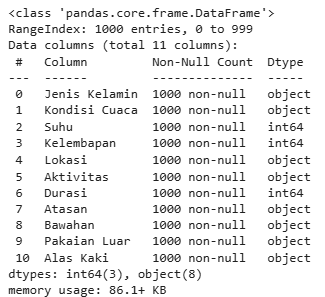 <class 'pandas.core.frame.DataFrame'>
RangeIndex: 1000 entries, 0 to 999
Data columns (total 11 columns):
 #   Column         Non-Null Count  Dtype
---  ------         --------------  -----
 0   Jenis Kelamin  1000 non-null   object
 1   Kondisi Cuaca  1000 non-null   object
 2   Suhu           1000 non-null   int64
 3   Kelembapan     1000 non-null   int64
 4   Lokasi         1000 non-null   object
 5   Aktivitas      1000 non-null   object
 6   Durasi         1000 non-null   int64
 7   Atasan         1000 non-null   object
 8   Bawahan        1000 non-null   object
 9   Pakaian Luar   1000 non-null   object
 10  Alas Kaki      1000 non-null   object
dtypes: int64(3), object(8)
memory usage: 86.1+ KB